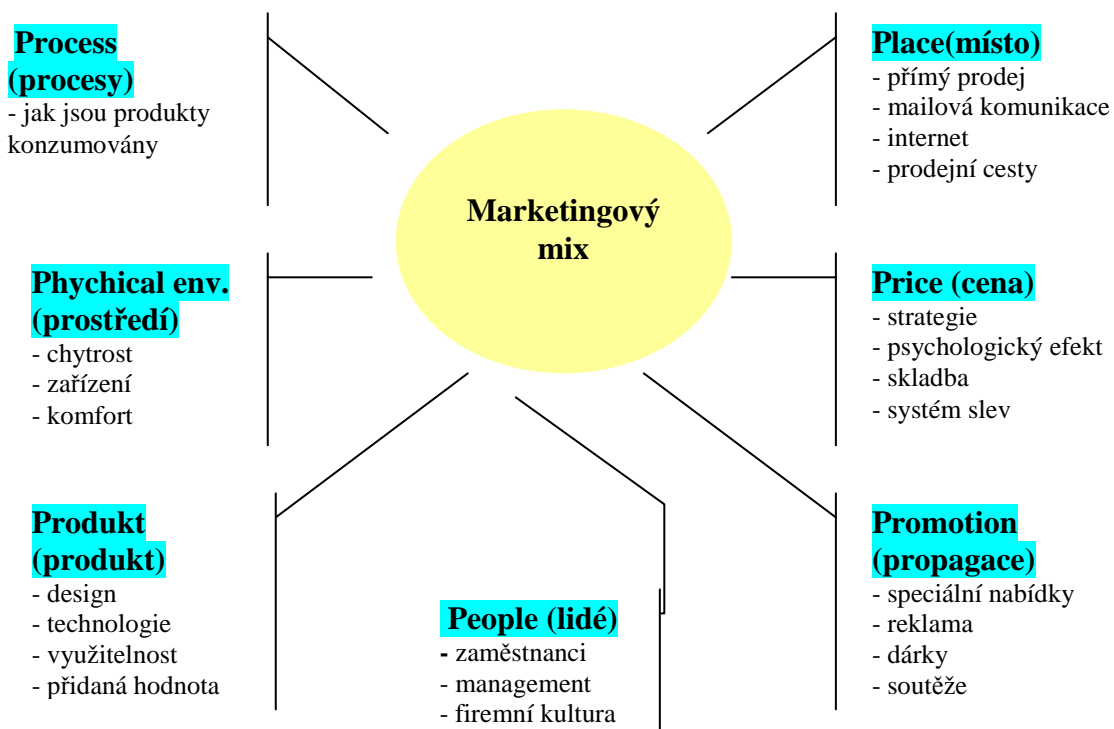 Process
(procesy)
- jak jsou produkty
konzumovány
Place(místo)
- přímý prodej
- mailová komunikace
- internet
- prodejní cesty
Marketingový
mix
Phychical env.
(prostředí)
- chytrost
- zařízení
- komfort
Price (cena)
- strategie
- psychologický efekt
- skladba
- systém slev
Produkt
(produkt)
- design
- technologie
- využitelnost
- přidaná hodnota
People (lidé)
- zaměstnanci
- management
- firemní kultura
Promotion
(propagace)
- speciální nabídky
- reklama
- dárky
- soutěže